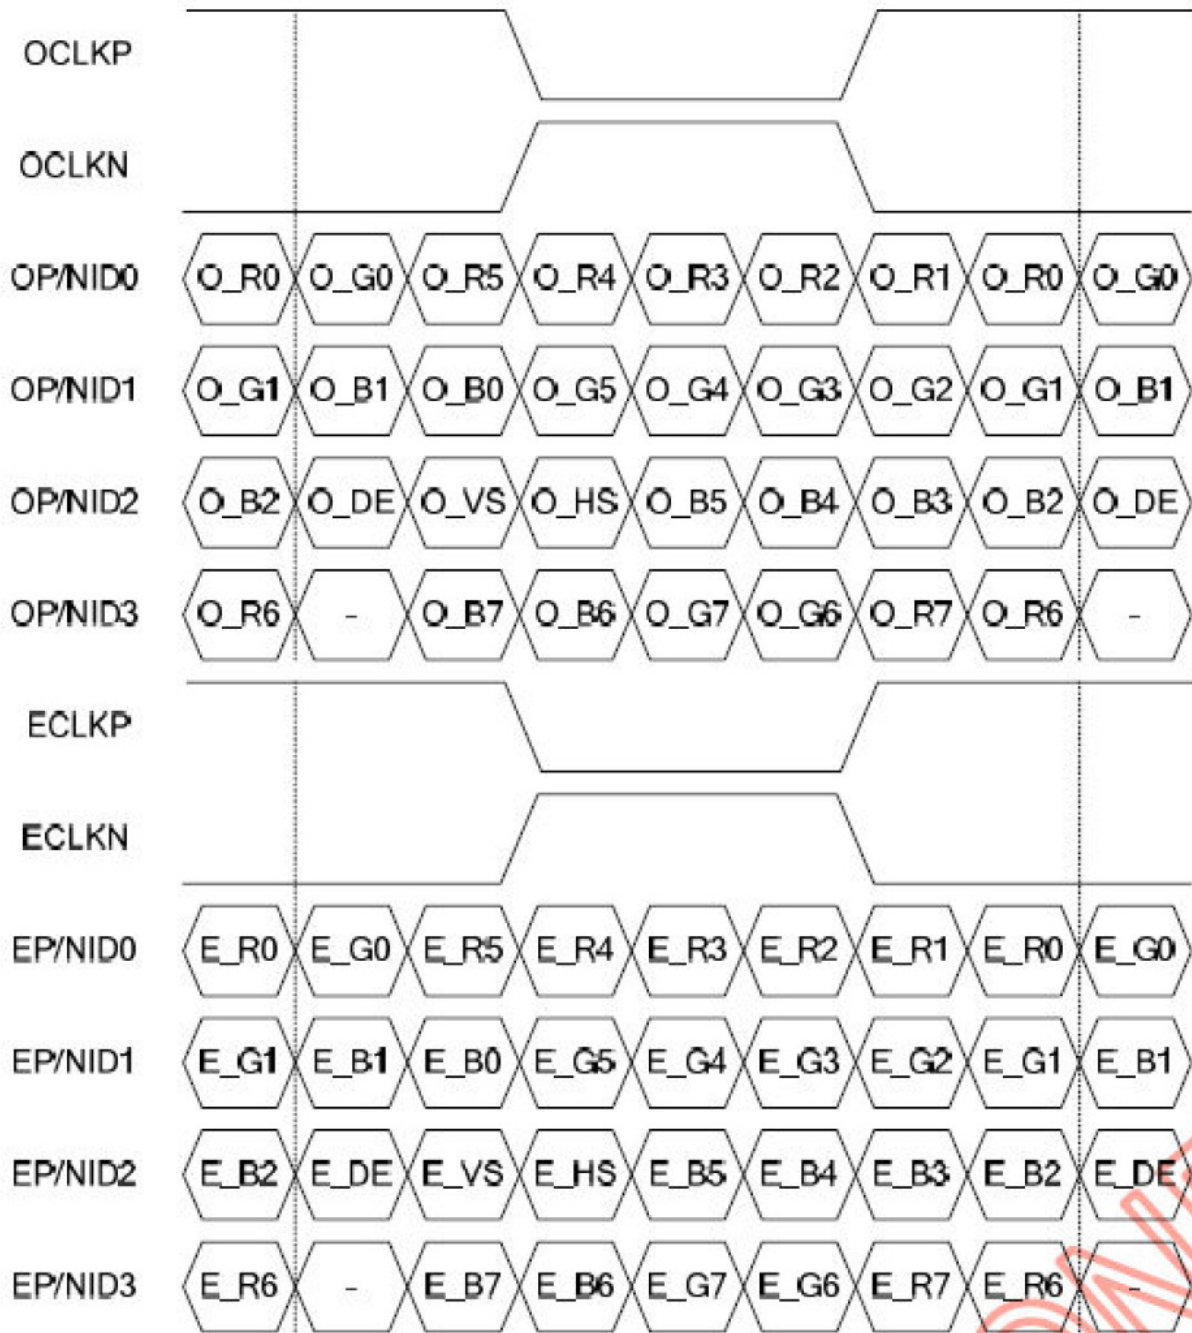 OCLKP
OCLKN
OP/NID0 O_R0 O_G0 O_R5 O_R4 O_R3 O_R2 O_R1 O_R0 O_G0
OP/NID1 O_G1 O_B1 O_B0 O_G5 O_G4 O_G3 O_G2 O_G1 O_B1
OP/NID2 O_B2 O_DE O_VS O_HS O_B5 O_B4 O_B3 O_B2 O_DE
OP/NID3 O_R6 - O_B7 O_B6 O_G7 O_G6 O_R7 O_R6 -
ECLKP
ECLKN
EP/NID0 E_R0 E_G0 E_R5 E_R4 E_R3 E_R2 E_R1 E_R0 E_G0
EP/NID1 E_G1 E_B1 E_B0 E_G5 E_G4 E_G3 E_G2 E_G1 E_B1
EP/NID2 E_B2 E_DE E_VS E_HS E_B5 E_B4 E_B3 E_B2 E_DE
EP/NID3 E_R6 - E_B7 E_B6 E_G7 E_G6 E_R7 E_R6 -